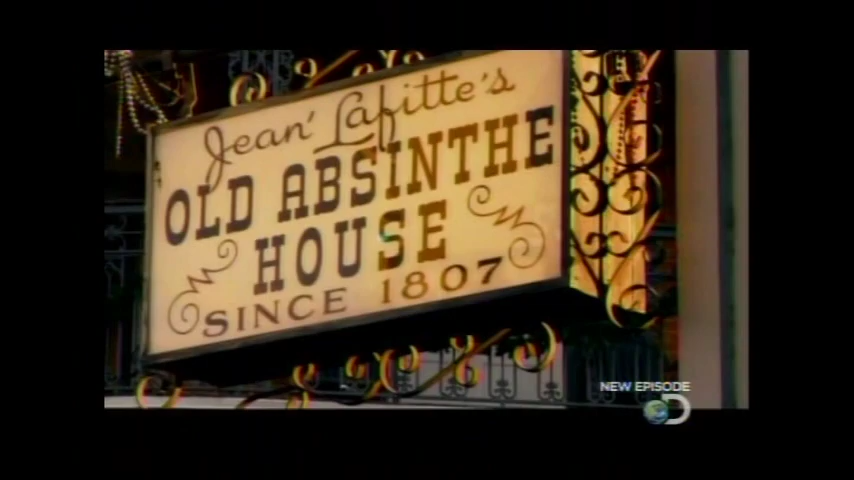 Jean' Lafitte's
OLD ABSINTHE
HOUSE
SINCE 1807
NEW EPISODE
D